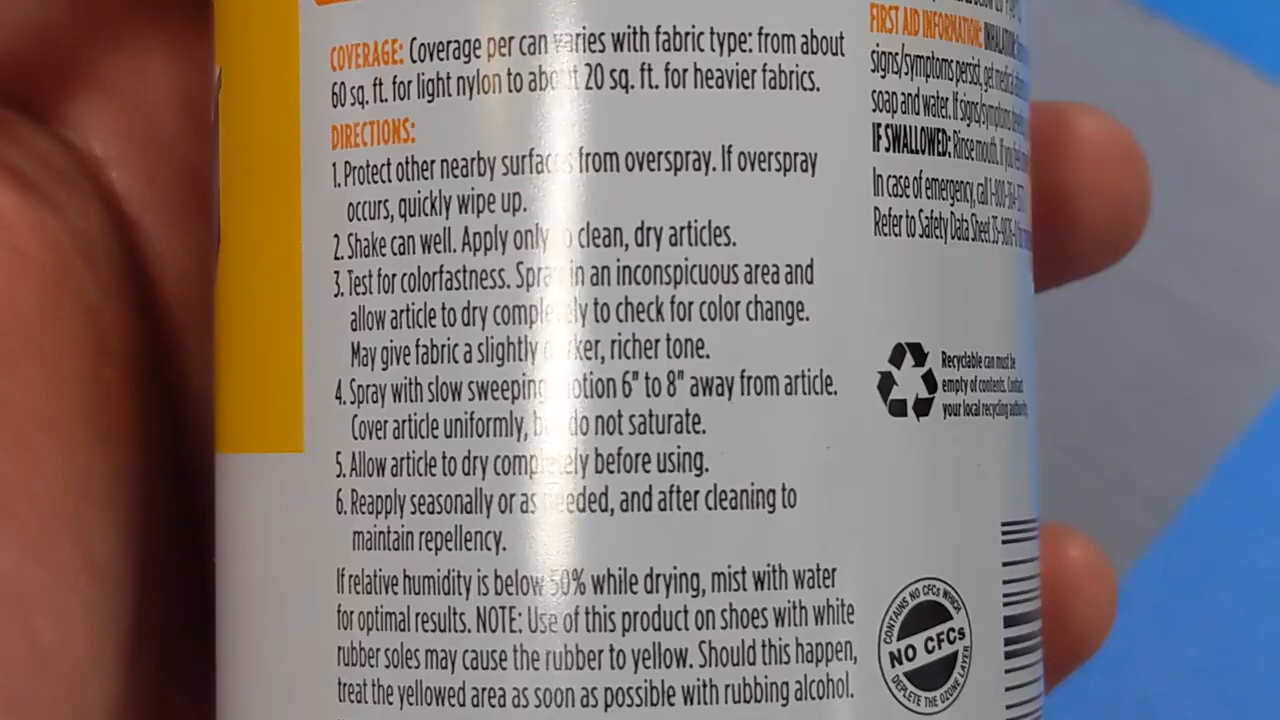 COVERAGE: Coverage per can varies with fabric type: from about
60 sq. ft. for light nylon to about 20 sq. ft. for heavier fabrics.
DIRECTIONS:
1. Protect other nearby surfaces from overspray. If overspray
occurs, quickly wipe up.
2. Shake can well. Apply only to clean, dry articles.
3. Test for colorfastness. Spray in an inconspicuous area and
allow article to dry completely to check for color change.
May give fabric a slightly darker, richer tone.
4. Spray with slow sweeping motion 6" to 8" away from article.
Cover article uniformly, but do not saturate.
5. Allow article to dry completely before using.
6. Reapply seasonally or as needed, and after cleaning to
maintain repellency.
If relative humidity is below 50% while drying, mist with water
for optimal results. NOTE: Use of this product on shoes with white
rubber soles may cause the rubber to yellow. Should this happen,
treat the yellowed area as soon as possible with rubbing alcohol.
FIRST AID INFORMATION: INHALATION:
signs/symptoms persist, get medical
soap and water. If signs/symptoms
IF SWALLOWED: Rinse mouth. If you feel
In case of emergency, call 1-800-364-
Refer to Safety Data Sheet
Recyclable can must be
empty of contents. Contact
your local recycling authority.
CONTAINS NO CFCs WHICH
NO CFCs
DEPLETE THE OZONE LAYER